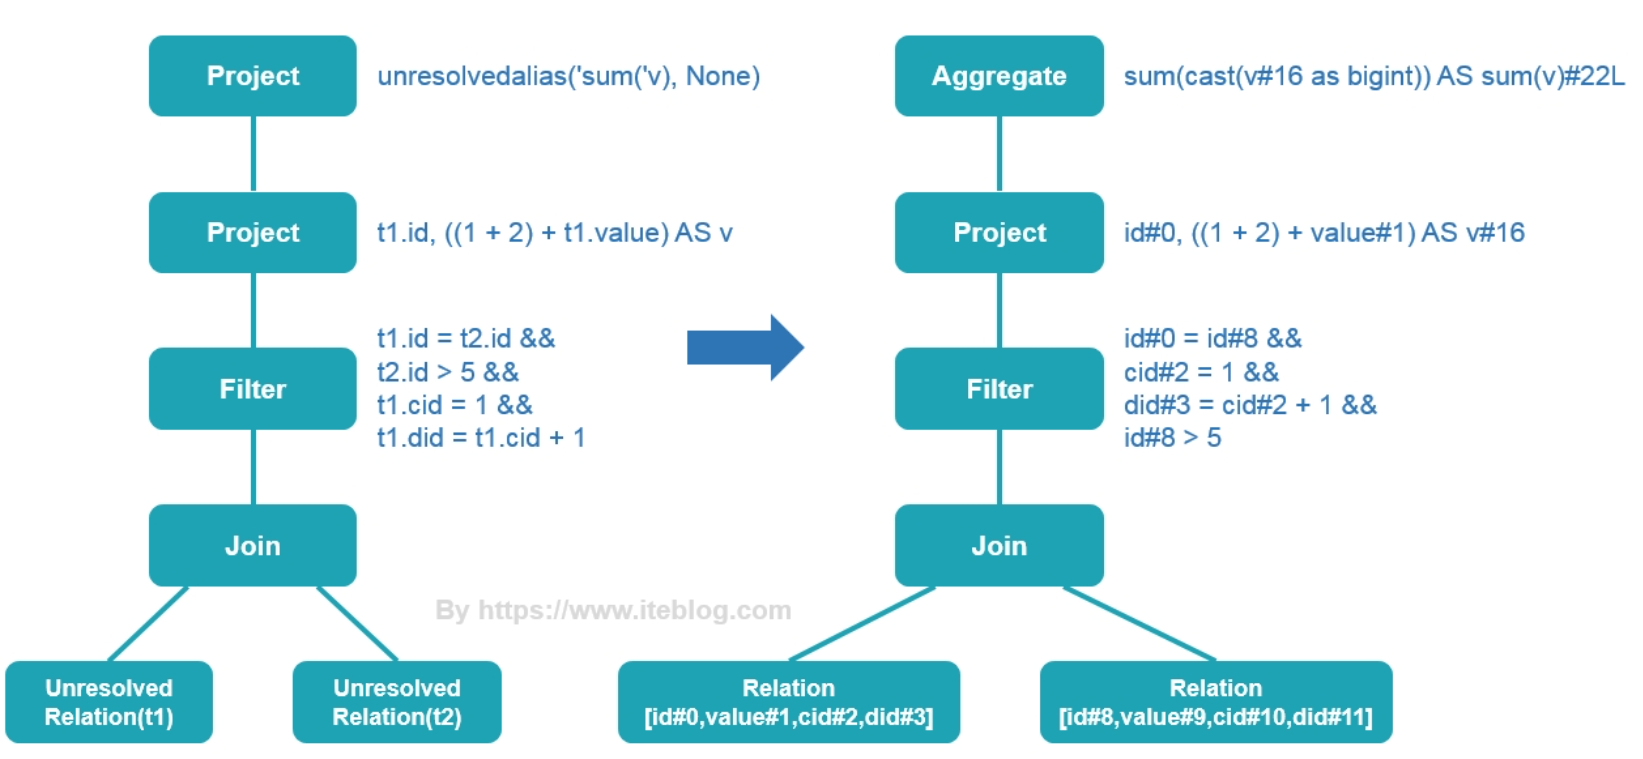 Project
unresolvedalias('sum('v), None)
Project
t1.id, ((1 + 2) + t1.value) AS v
Filter
t1.id = t2.id &&
t2.id > 5 &&
t1.cid = 1 &&
t1.did = t1.cid + 1
Join
Unresolved
Relation(t1)
Unresolved
Relation(t2)
Aggregate
sum(cast(v#16 as bigint)) AS sum(v)#22L
Project
id#0, ((1 + 2) + value#1) AS v#16
Filter
id#0 = id#8 &&
cid#2 = 1 &&
did#3 = cid#2 + 1 &&
id#8 > 5
Join
Relation
[id#0,value#1,cid#2,did#3]
Relation
[id#8,value#9,cid#10,did#11]
By https://www.iteblog.com